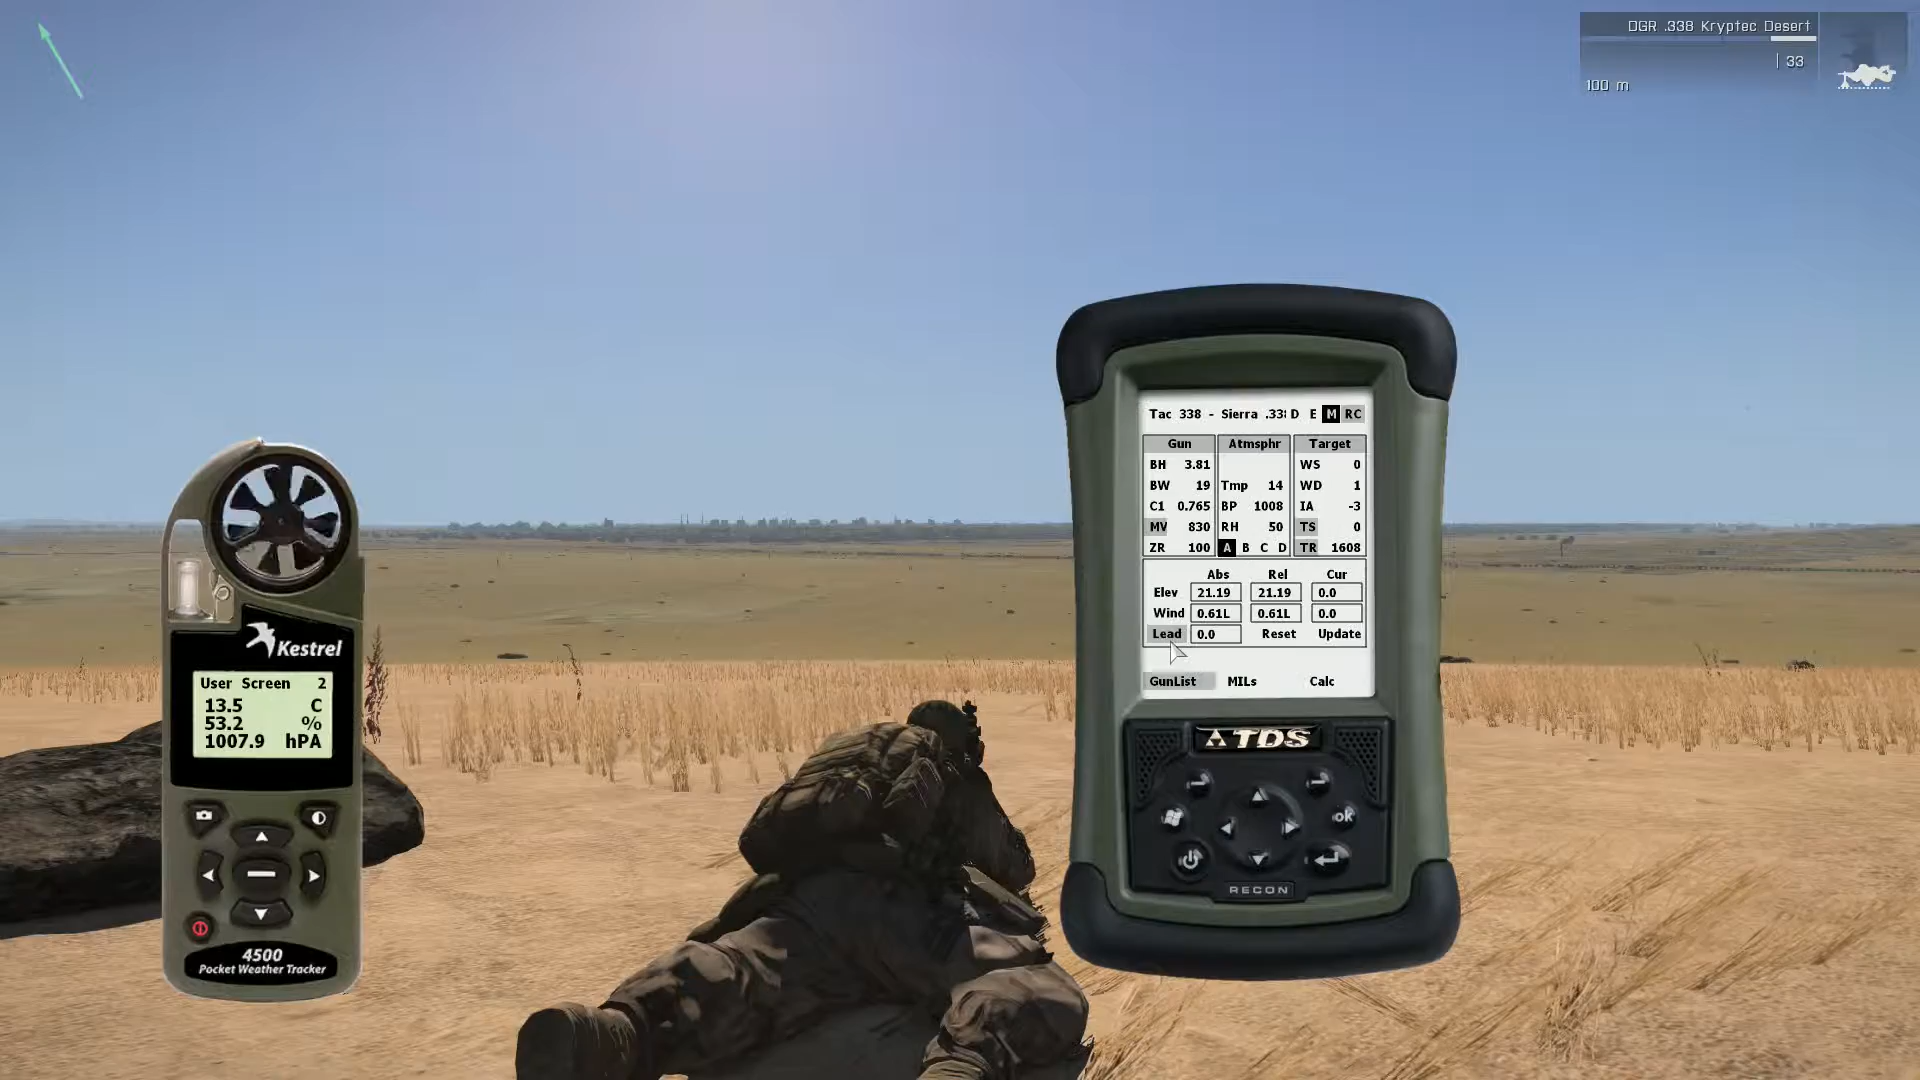 DGR .338 Kryptec Desert
33
100 m
Tac 338 - Sierra .33 D E M RC
Gun Atmsphr Target
BH 3.81 WS 0
BW 19 Tmp 14 WD 1
C1 0.765 BP 1008 IA -3
MV 830 RH 50 TS 0
ZR 100 A B C D TR 1608
Abs Rel Cur
Elev 21.19 21.19 0.0
Wind 0.61L 0.61L 0.0
Lead 0.0 Reset Update
GunList MILs Calc
TDS
ok
RECON
Kestrel
User Screen 2
13.5 C
53.2 %
1007.9 hPA
4500
Pocket Weather Tracker